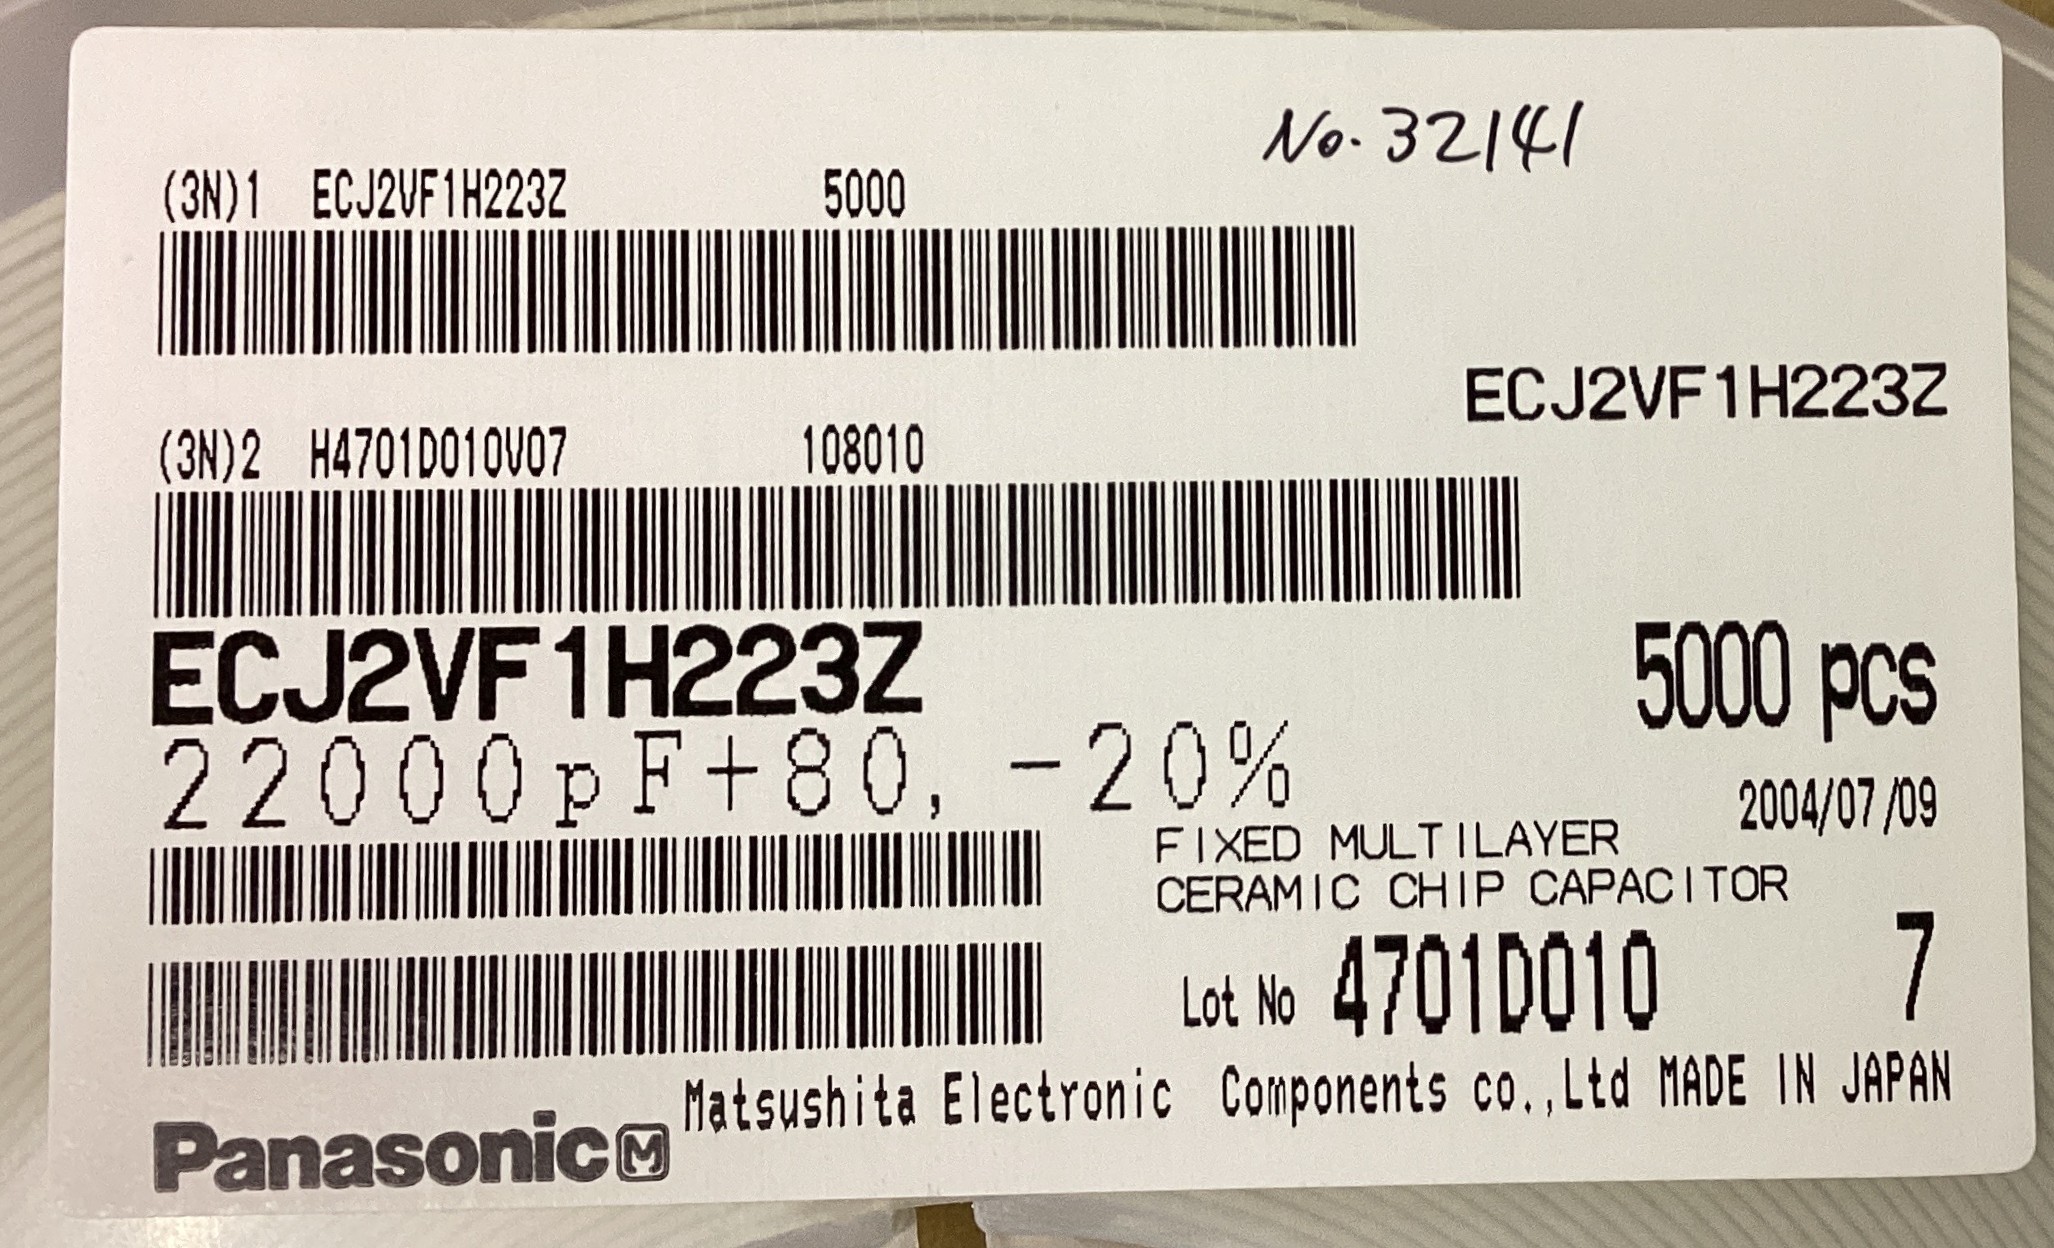 No. 32141
(3N)1 ECJ2VF1H223Z 5000
ECJ2VF1H223Z
(3N)2 H4701D010V07 108010
ECJ2VF1H223Z 5000 pcs
22000pF+80, -20%
2004/07/09
FIXED MULTILAYER
CERAMIC CHIP CAPACITOR
Lot No 4701D010 7
Matsushita Electronic Components co.,Ltd MADE IN JAPAN
Panasonic M